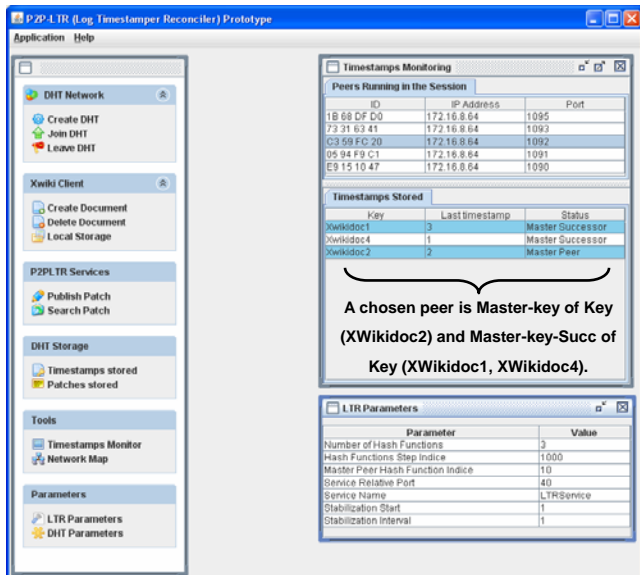 P2P-LTR (Log Timestamper Reconciler) Prototype
Application Help
DHT Network
Create DHT
Join DHT
Leave DHT
Xwiki Client
Create Document
Delete Document
Local Storage
P2PLTR Services
Publish Patch
Search Patch
DHT Storage
Timestamps stored
Patches stored
Tools
Timestamps Monitor
Network Map
Parameters
LTR Parameters
DHT Parameters
Timestamps Monitoring
Peers Running in the Session
ID IP Address Port
1B 68 DF D0 172.16.8.64 1095
73 31 63 41 172.16.8.64 1093
C3 59 FC 20 172.16.8.64 1092
05 94 F9 C1 172.16.8.64 1091
E9 15 10 47 172.16.8.64 1090
Timestamps Stored
Key Last timestamp Status
Xwikidoc1 3 Master Successor
Xwikidoc4 1 Master Successor
Xwikidoc2 2 Master Peer
A chosen peer is Master-key of Key
(XWikidoc2) and Master-key-Succ of
Key (XWikidoc1, XWikidoc4).
LTR Parameters
Parameter Value
Number of Hash Functions 3
Hash Functions Step Indice 1000
Master Peer Hash Function Indice 10
Service Relative Port 40
Service Name LTRService
Stabilization Start 1
Stabilization Interval 1